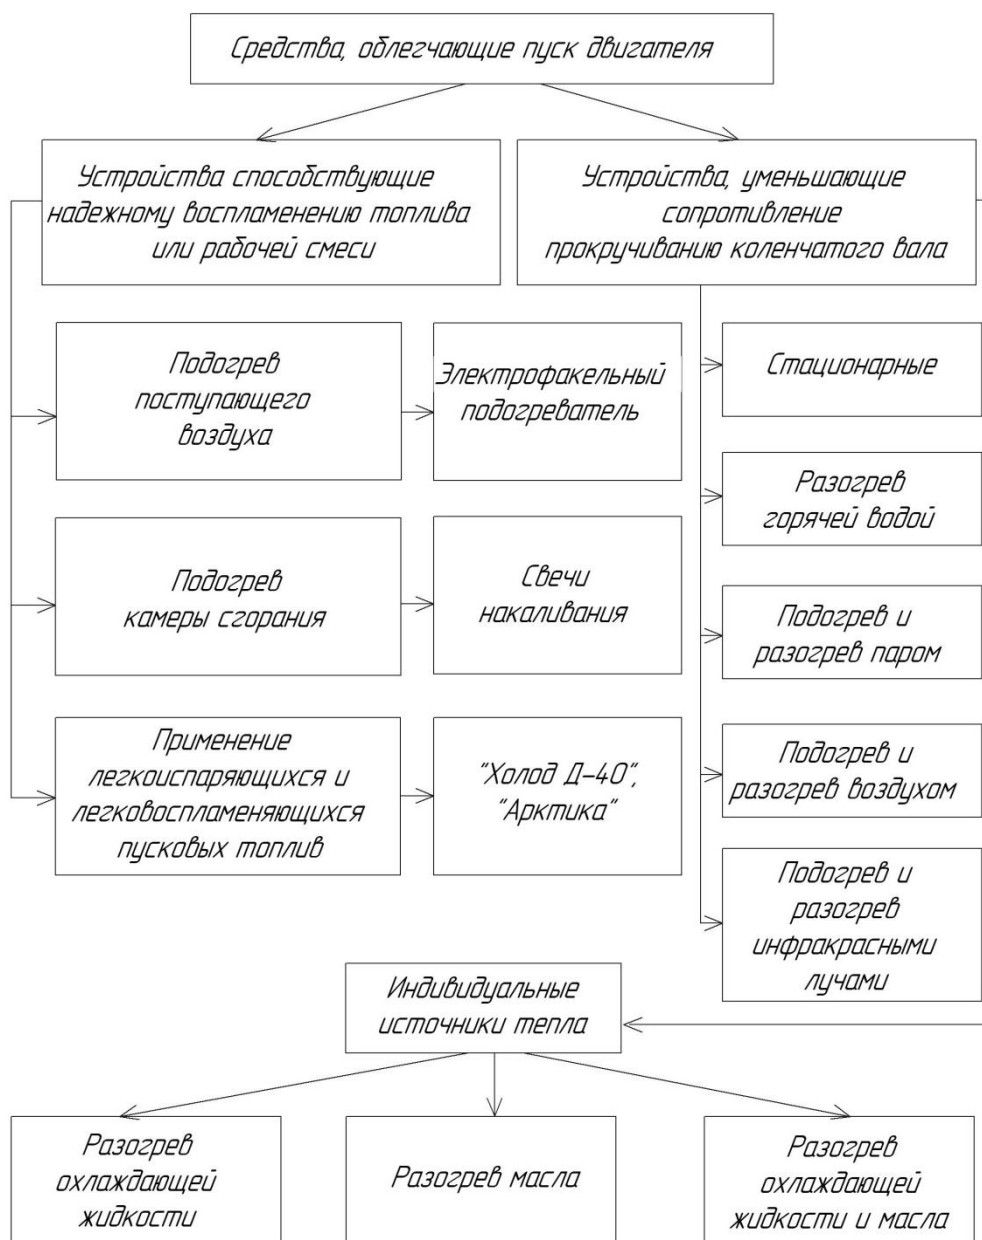 Средства, облегчающие пуск двигателя
Устройства способствующие
надежному воспламенению топлива
или рабочей смеси
Устройства, уменьшающие
сопротивление
прокручиванию коленчатого вала
Подогрев
поступающего
воздуха
Электрофакельный
подогреватель
Стационарные
Разогрев
горячей водой
Подогрев
камеры сгорания
Свечи
накаливания
Подогрев и
разогрев паром
Применение
легкоиспаряющихся и
легковоспламеняющихся
пусковых топлив
"Холод Д-40",
"Арктика"
Подогрев и
разогрев воздухом
Подогрев и
разогрев
инфракрасными
лучами
Индивидуальные
источники тепла
Разогрев
охлаждающей
жидкости
Разогрев масла
Разогрев
охлаждающей
жидкости и масла